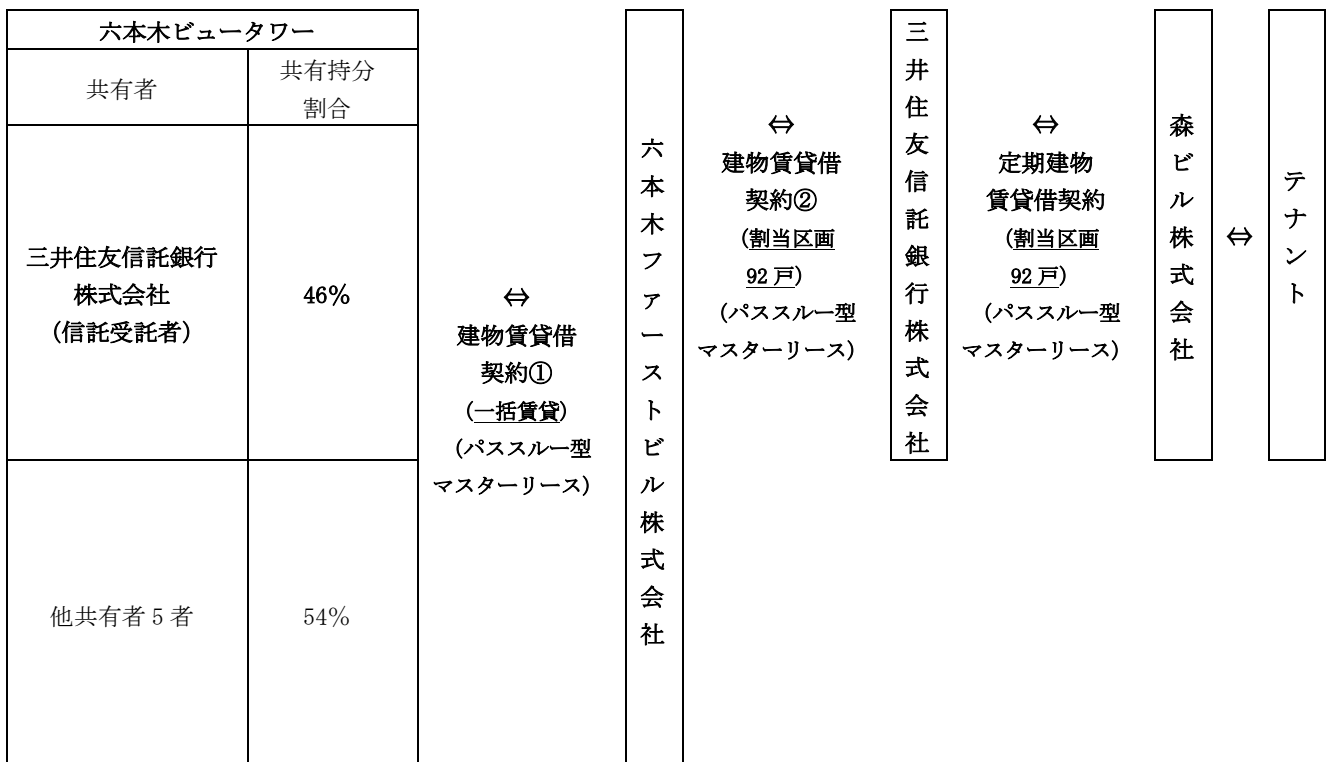 六本木ビュータワー
共有者
共有持分
割合
三井住友信託銀行
株式会社
(信託受託者)
46%
他共有者 5 者
54%
⇔
建物賃貸借
契約①
(一括賃貸)
(パススルー型
マスターリース)
六本木ファーストビル株式会社
⇔
建物賃貸借
契約②
(割当区画
92 戸)
(パススルー型
マスターリース)
三井住友信託銀行株式会社
⇔
定期建物
賃貸借契約
(割当区画
92 戸)
(パススルー型
マスターリース)
森ビル株式会社
⇔
テナント